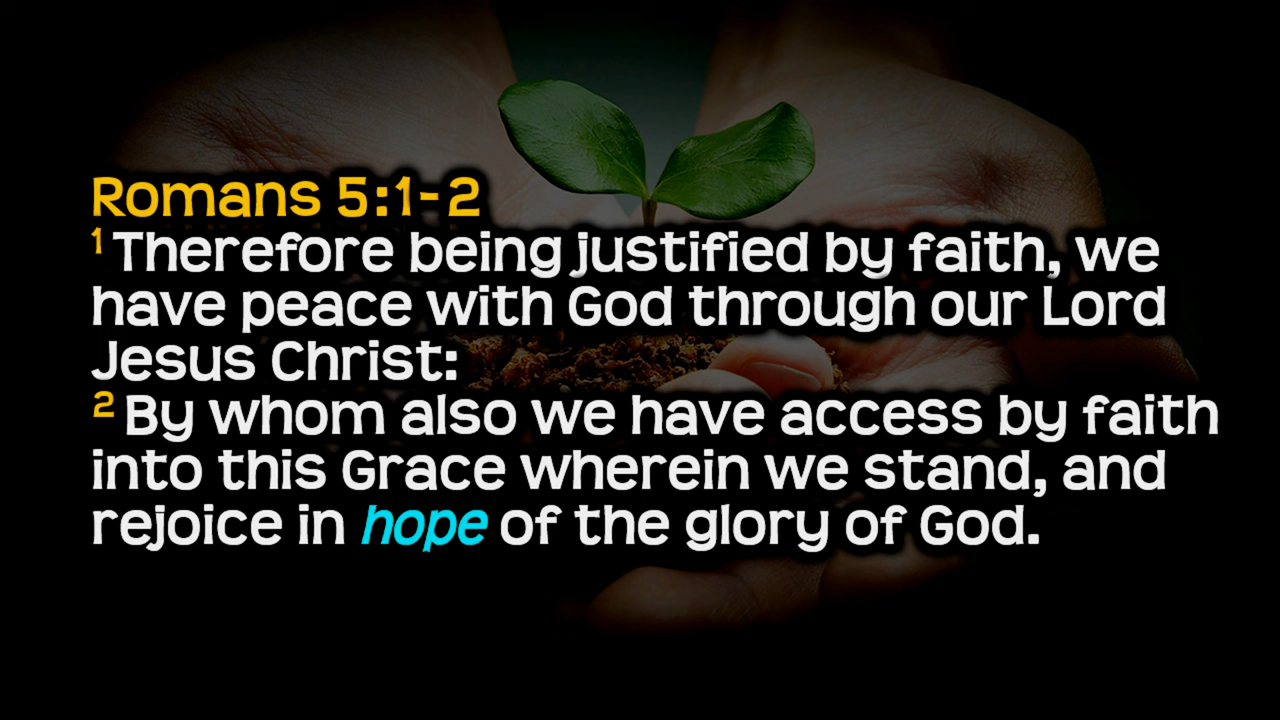 Romans 5:1-2
1 Therefore being justified by faith, we
have peace with God through our Lord
Jesus Christ:
2 By whom also we have access by faith
into this Grace wherein we stand, and
rejoice in hope of the glory of God.